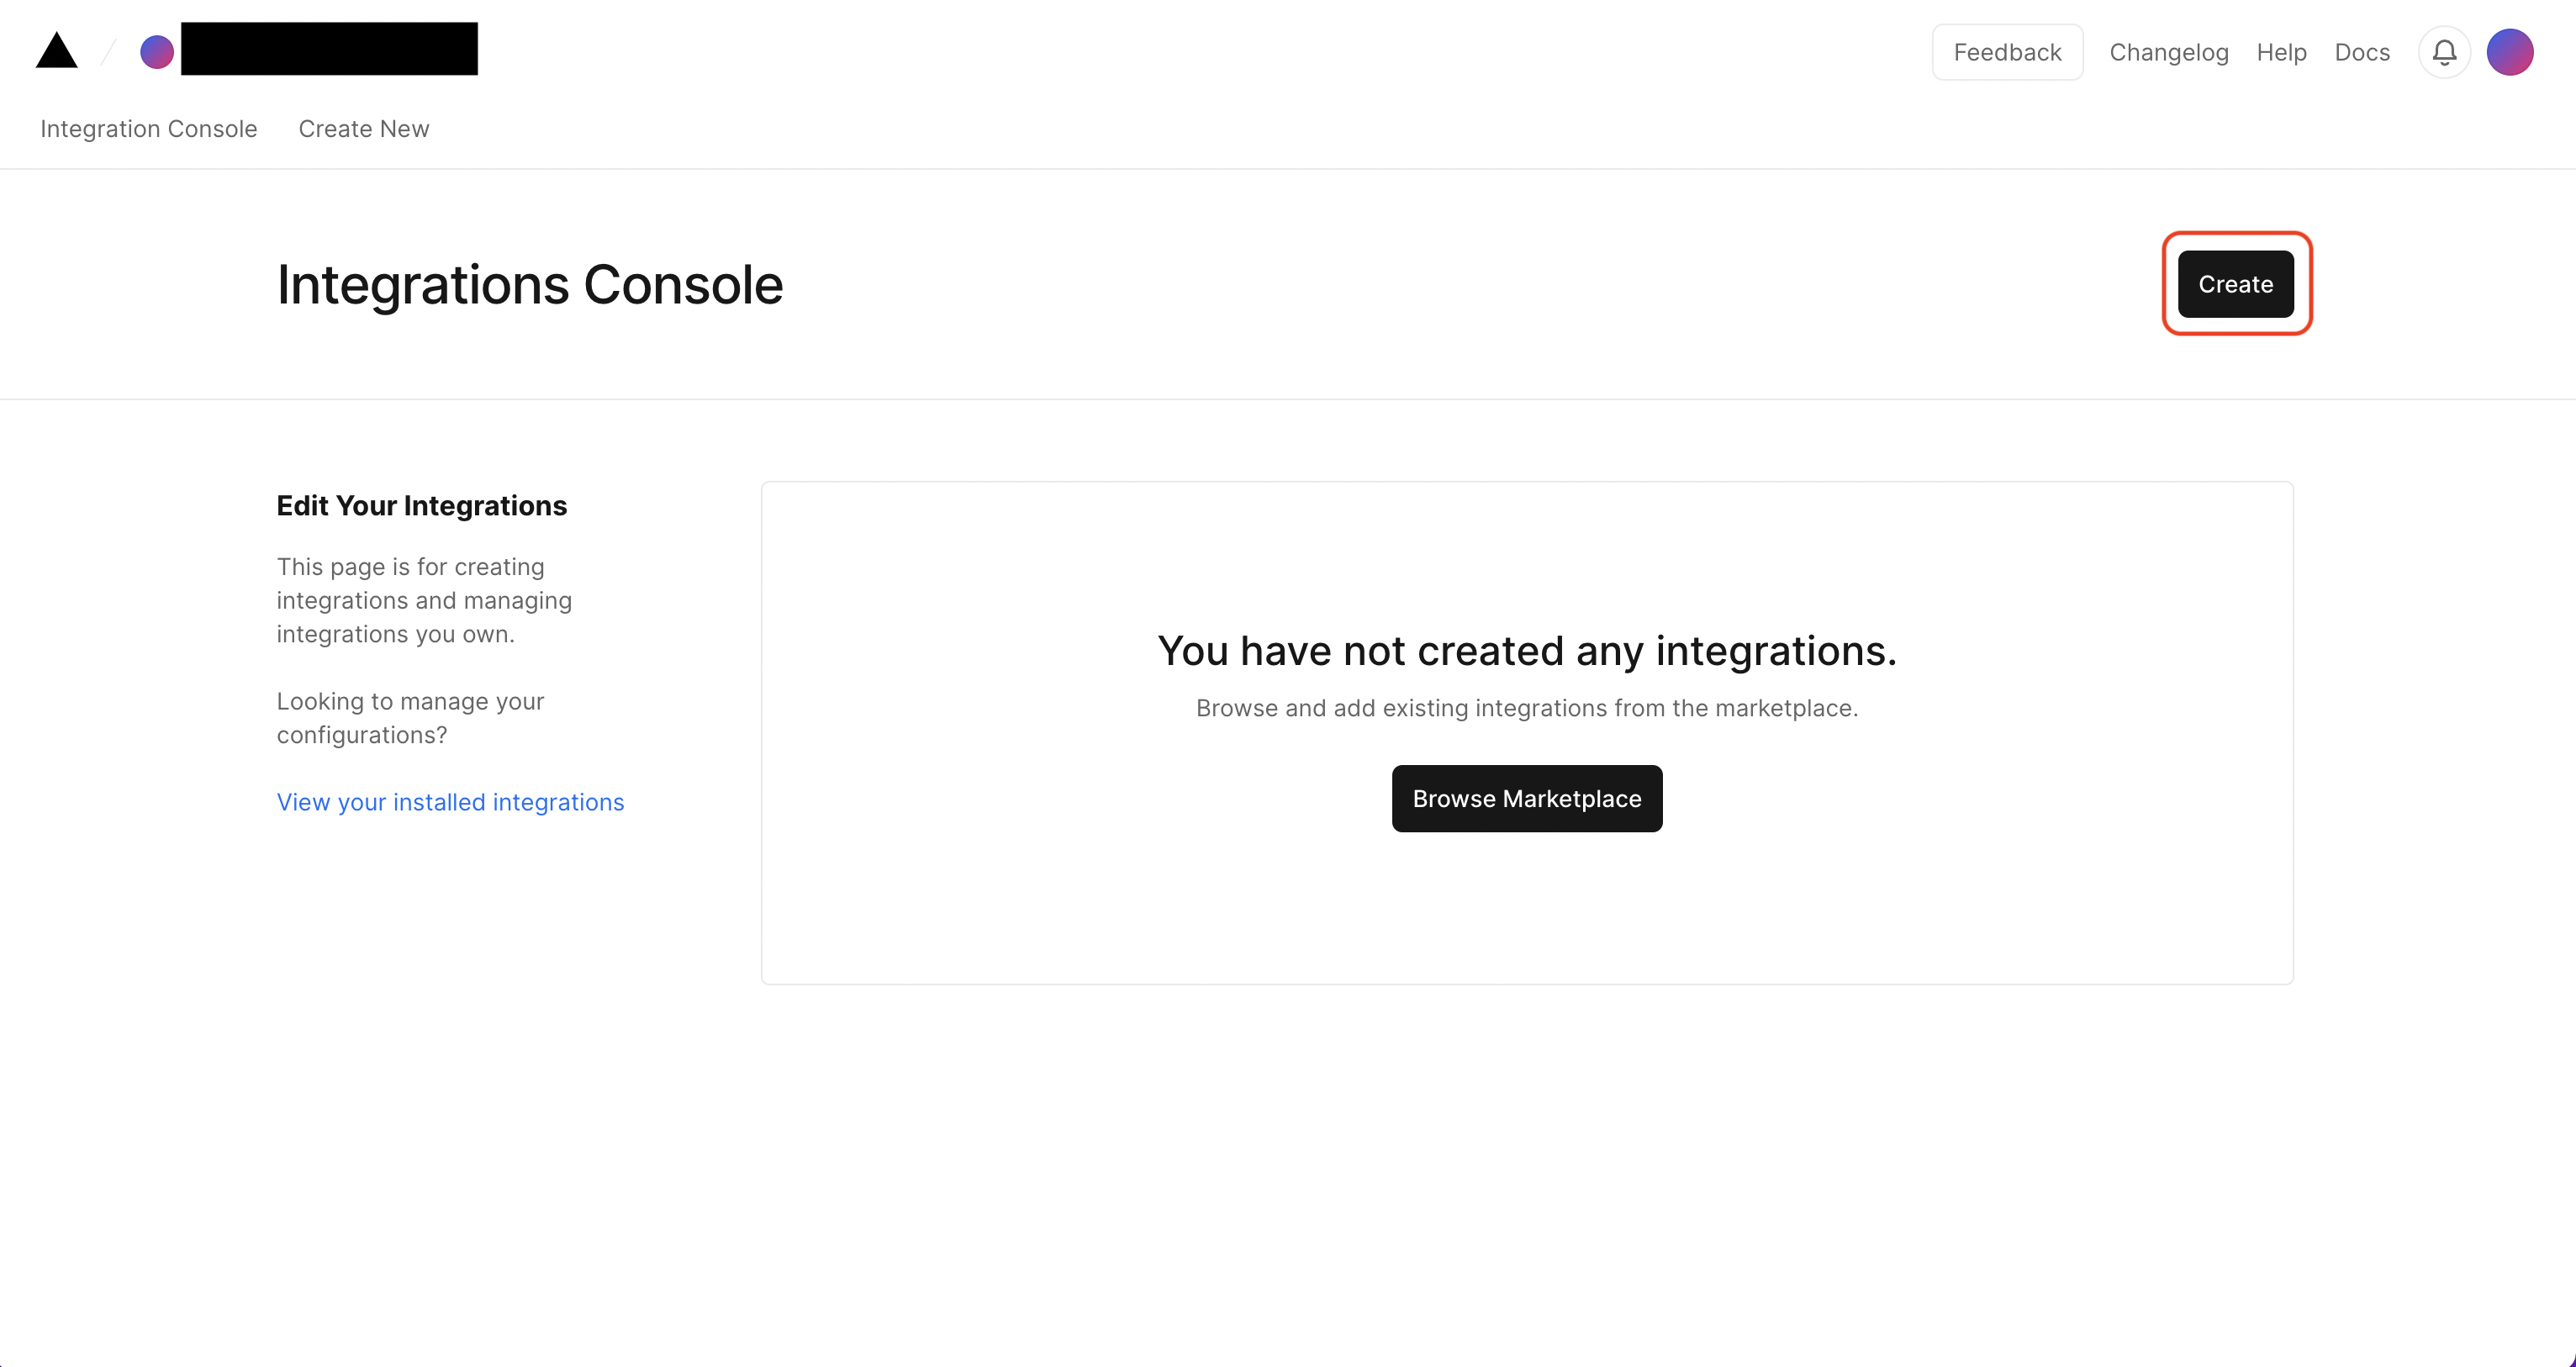 Feedback
Changelog
Help
Docs
Integration Console
Create New
Integrations Console
Create
Edit Your Integrations
This page is for creating
integrations and managing
integrations you own.
Looking to manage your
configurations?
View your installed integrations
You have not created any integrations.
Browse and add existing integrations from the marketplace.
Browse Marketplace